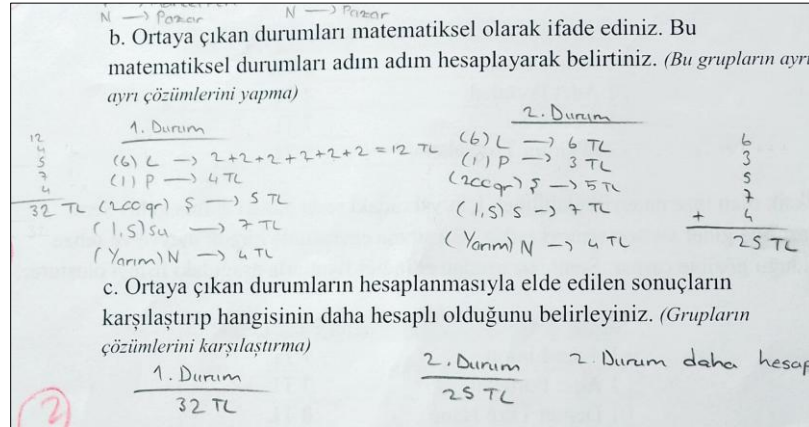 N → Pazar
N → Pazar
b. Ortaya çıkan durumları matematiksel olarak ifade ediniz. Bu
matematiksel durumları adım adım hesaplayarak belirtiniz. (Bu grupların ayrı
ayrı çözümlerini yapma)
1. Durum
(6) L → 2+2+2+2+2+2 = 12 TL
(1) P → 4 TL
(200gr) Ş → 5 TL
(1,5) Su → 7 TL
(Yarım) N → 4 TL
12
4
5
7
4
32 TL
2. Durum
(6) L → 6 TL
(1) P → 3 TL
(200gr) Ş → 5 TL
(1,5) S → 7 TL
(Yarım) N → 4 TL
6
3
5
7
+ 4
25 TL
c. Ortaya çıkan durumların hesaplanmasıyla elde edilen sonuçların
karşılaştırıp hangisinin daha hesaplı olduğunu belirleyiniz. (Grupların
çözümlerini karşılaştırma)
1. Durum
32 TL
2. Durum
25 TL
2. Durum daha hesap
2